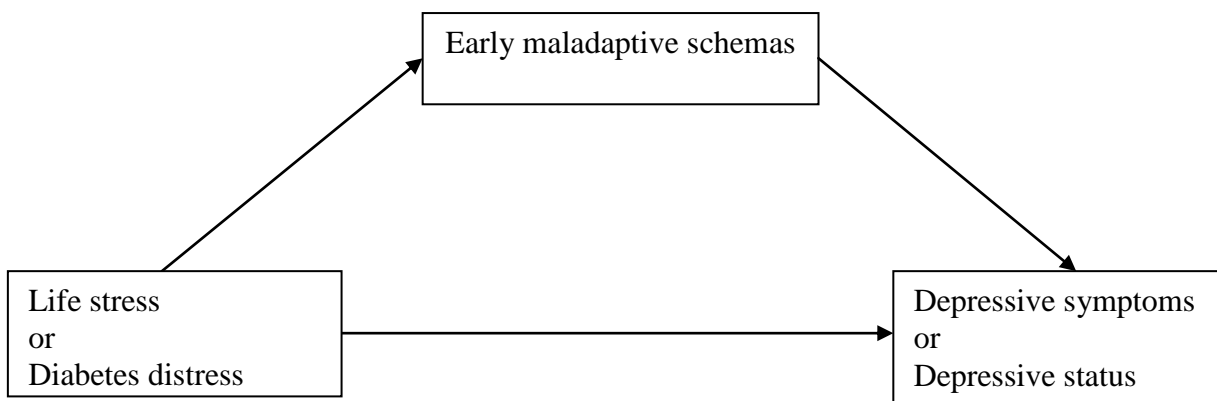 Early maladaptive schemas
Life stress
or
Diabetes distress
Depressive symptoms
or
Depressive status